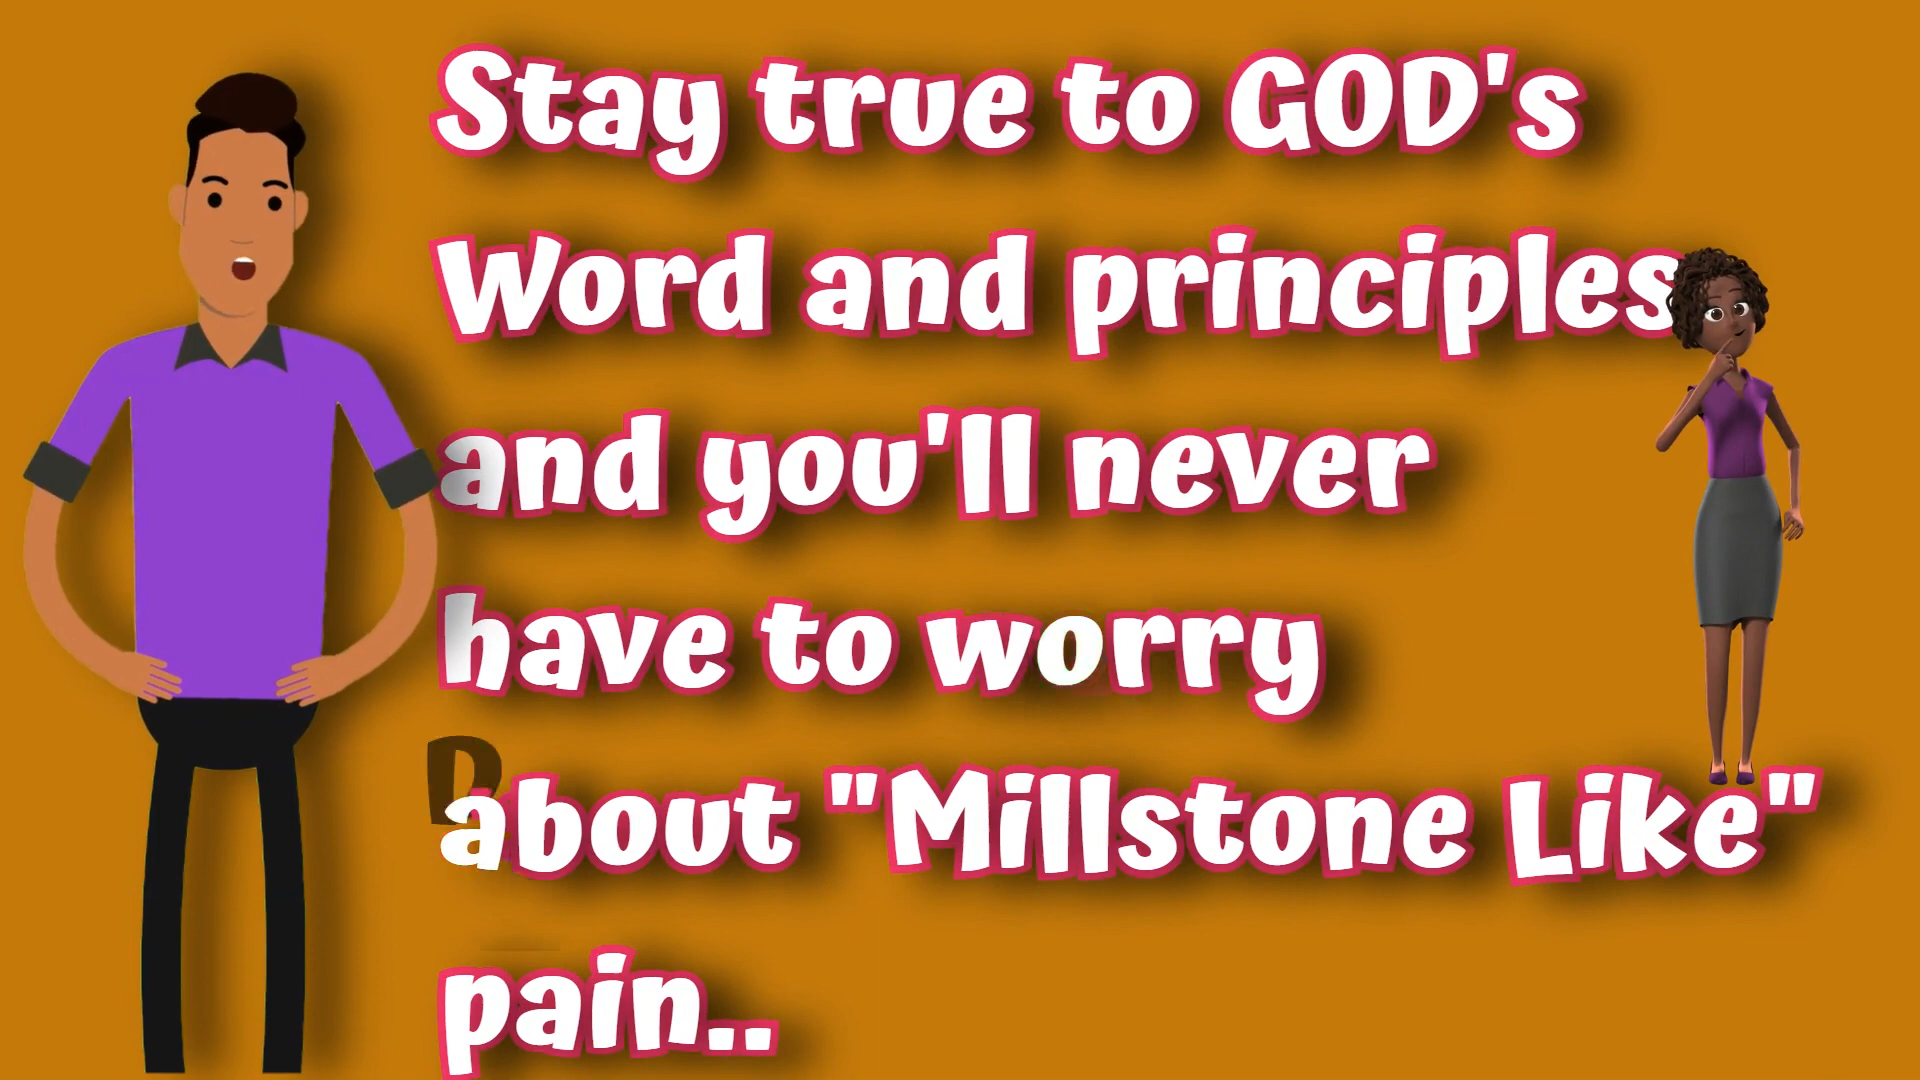 Stay true to GOD's
Word and principles
and you'll never
have to worry
D
about "Millstone Like"
pain..